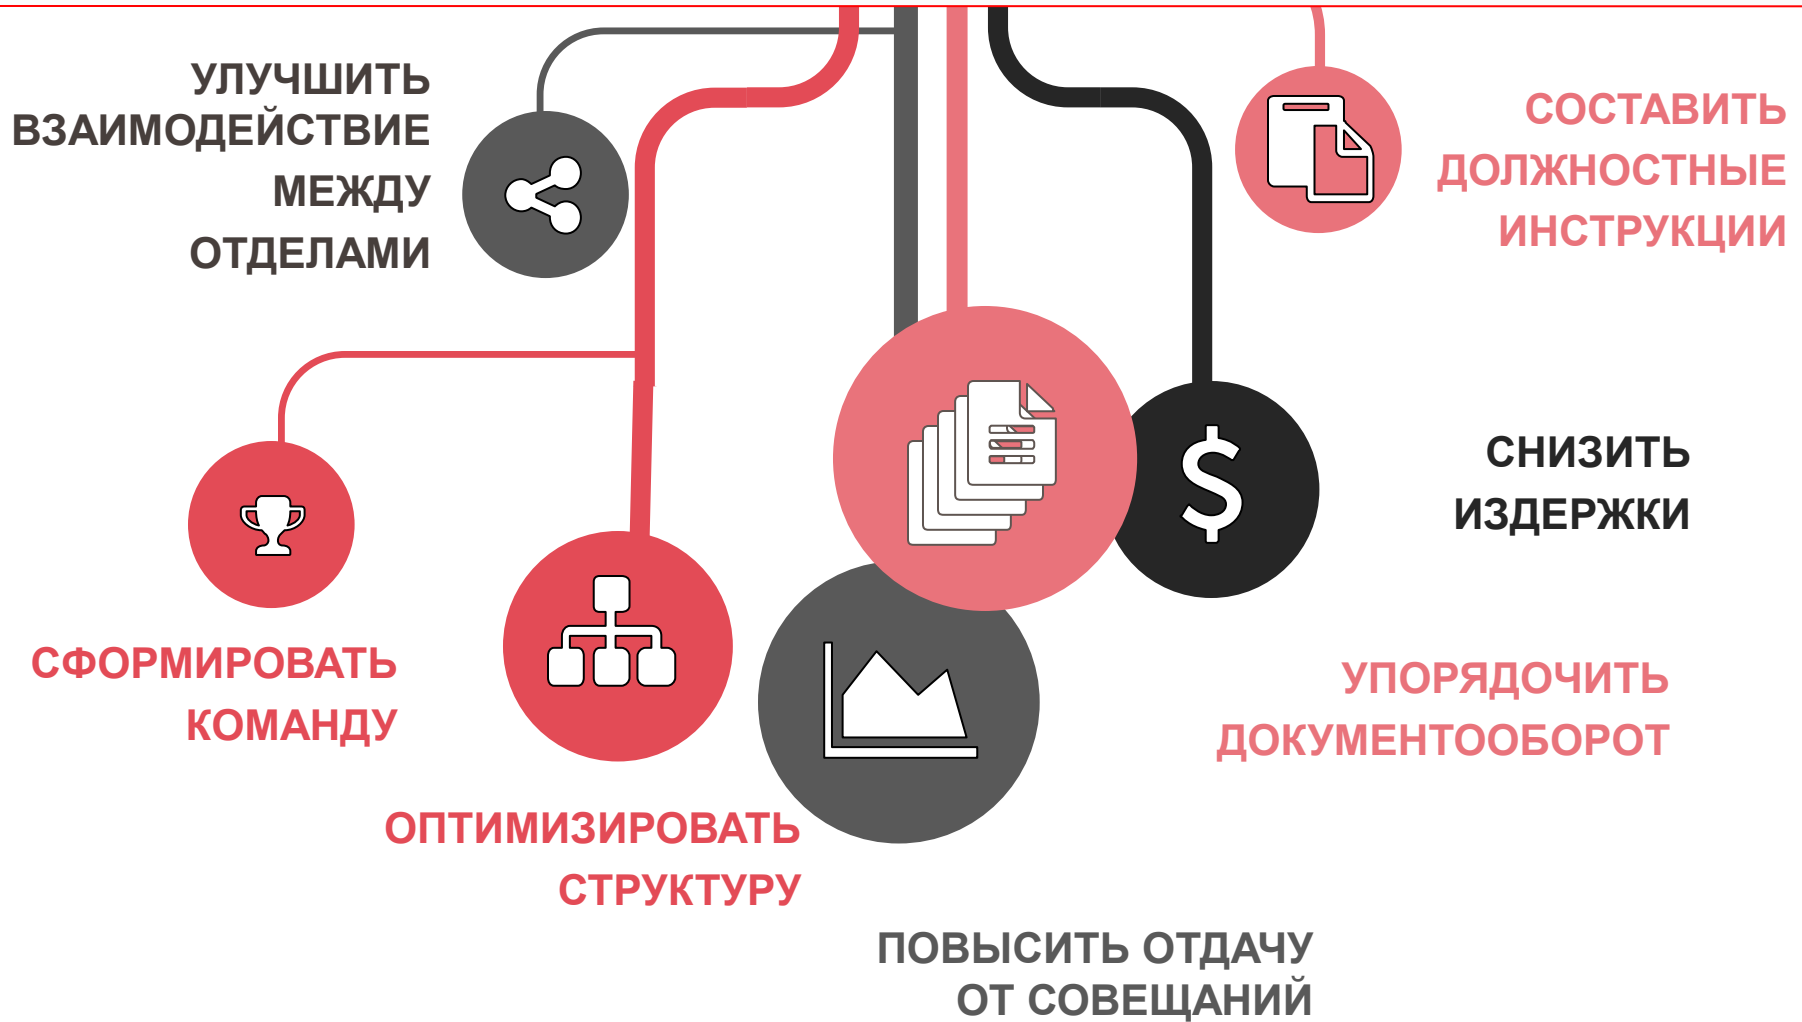 УЛУЧШИТЬ
ВЗАИМОДЕЙСТВИЕ
МЕЖДУ
ОТДЕЛАМИ
СОСТАВИТЬ
ДОЛЖНОСТНЫЕ
ИНСТРУКЦИИ
СНИЗИТЬ
ИЗДЕРЖКИ
СФОРМИРОВАТЬ
КОМАНДУ
УПОРЯДОЧИТЬ
ДОКУМЕНТООБОРОТ
ОПТИМИЗИРОВАТЬ
СТРУКТУРУ
ПОВЫСИТЬ ОТДАЧУ
ОТ СОВЕЩАНИЙ